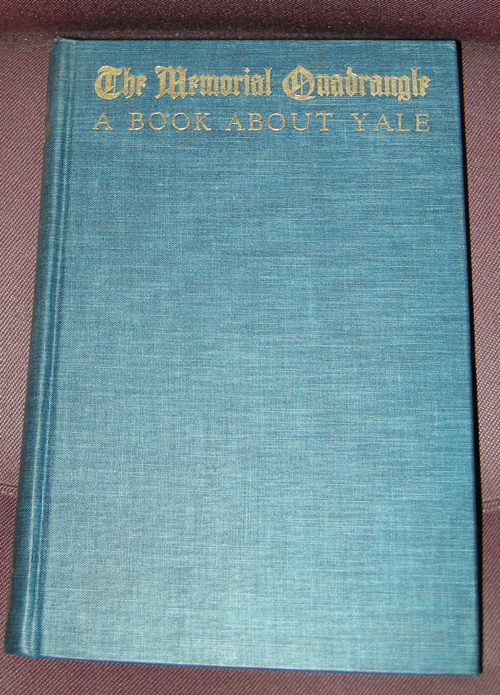 The Memorial Quadrangle
A BOOK ABOUT YALE